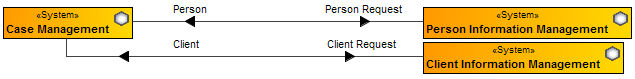 «System»
Case Management
Person
Person Request
«System»
Person Information Management
Client
Client Request
«System»
Client Information Management